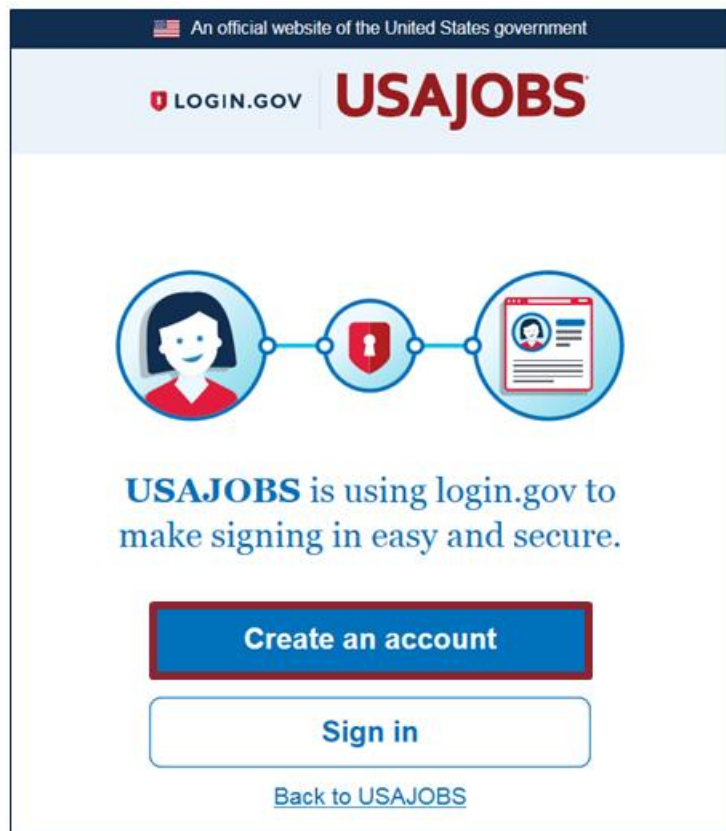 An official website of the United States government
LOGIN.GOV USAJOBS
USAJOBS is using login.gov to
make signing in easy and secure.
Create an account
Sign in
Back to USAJOBS